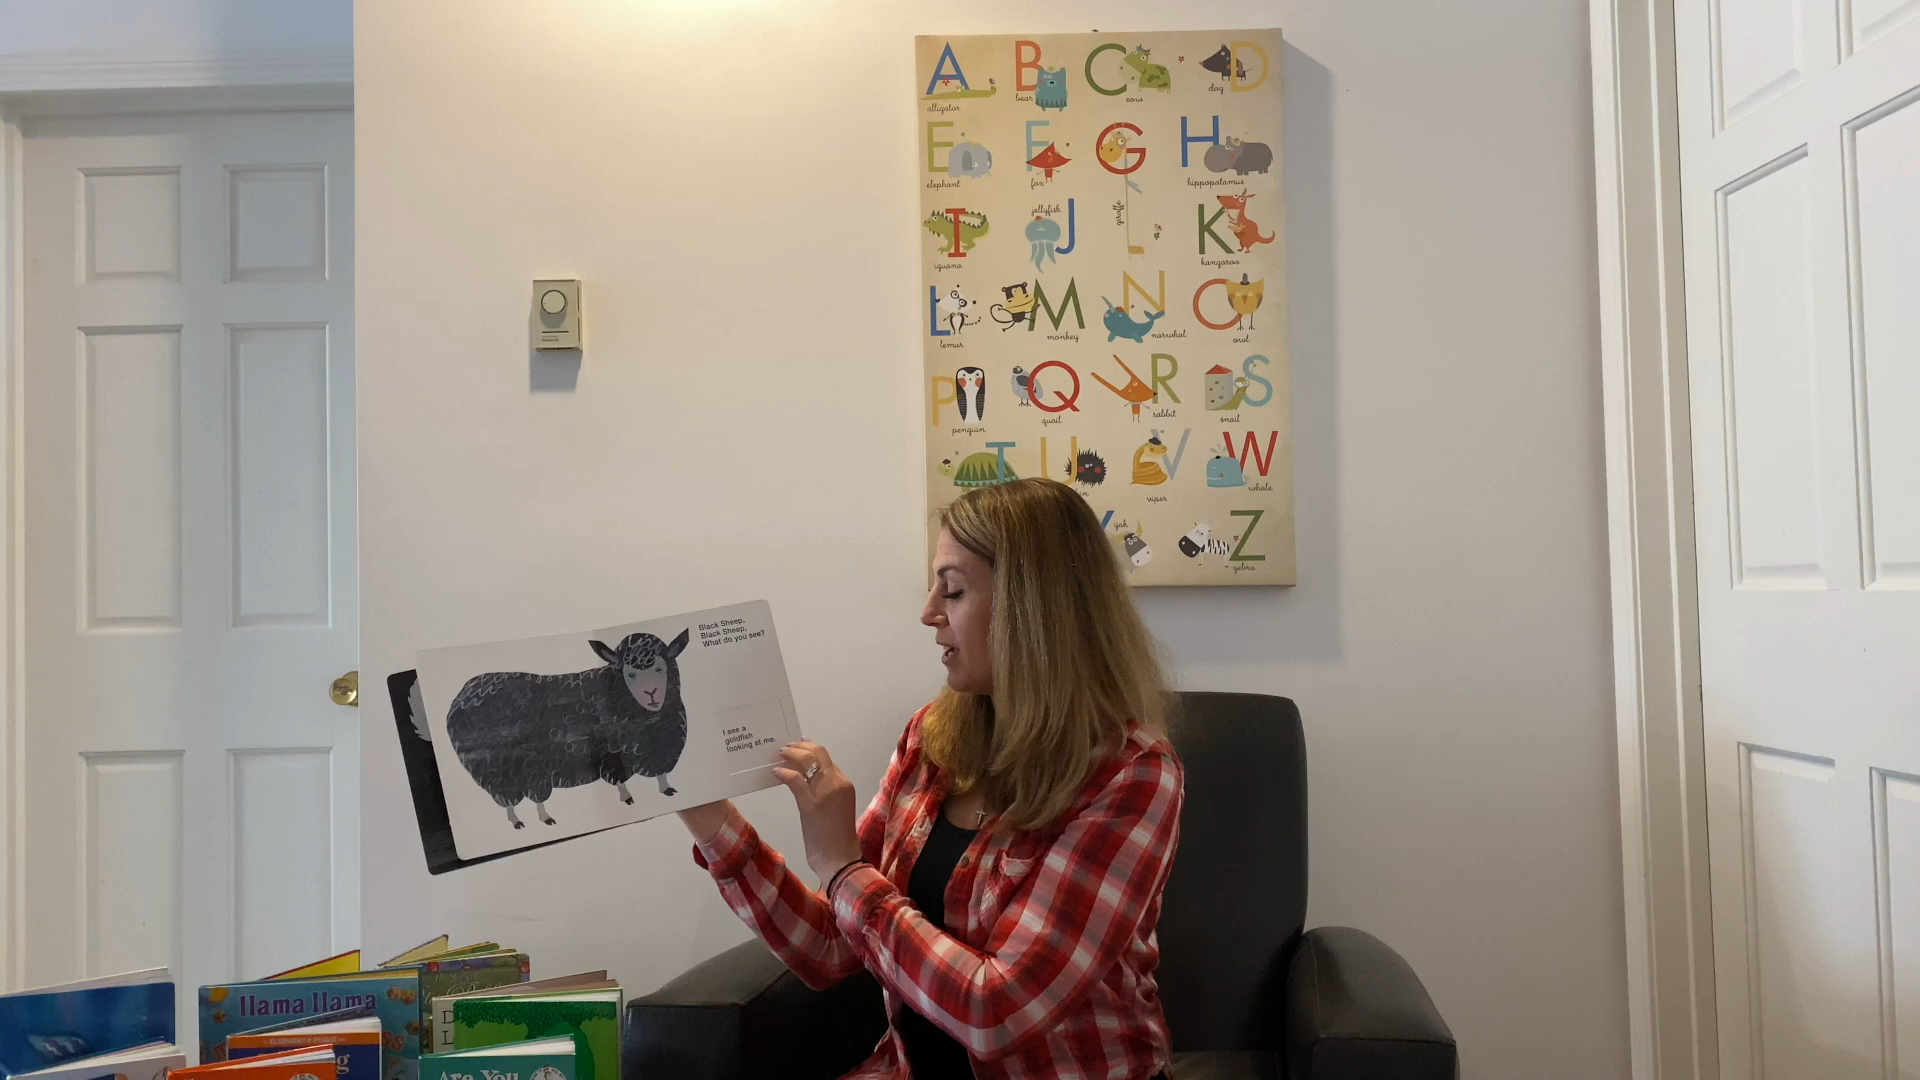 A B C D
alligator bear cow dog
E F G H
elephant fox giraffe hippopotamus
I J K
iguana jellyfish kangaroo
L M N O
lemur monkey narwhal owl
P Q R S
penguin quail rabbit snail
T U V W
viper whale
yak Z
zebra
Black Sheep,
Black Sheep,
What do you see?
I see a
goldfish
looking at me.
llama llama
Are You